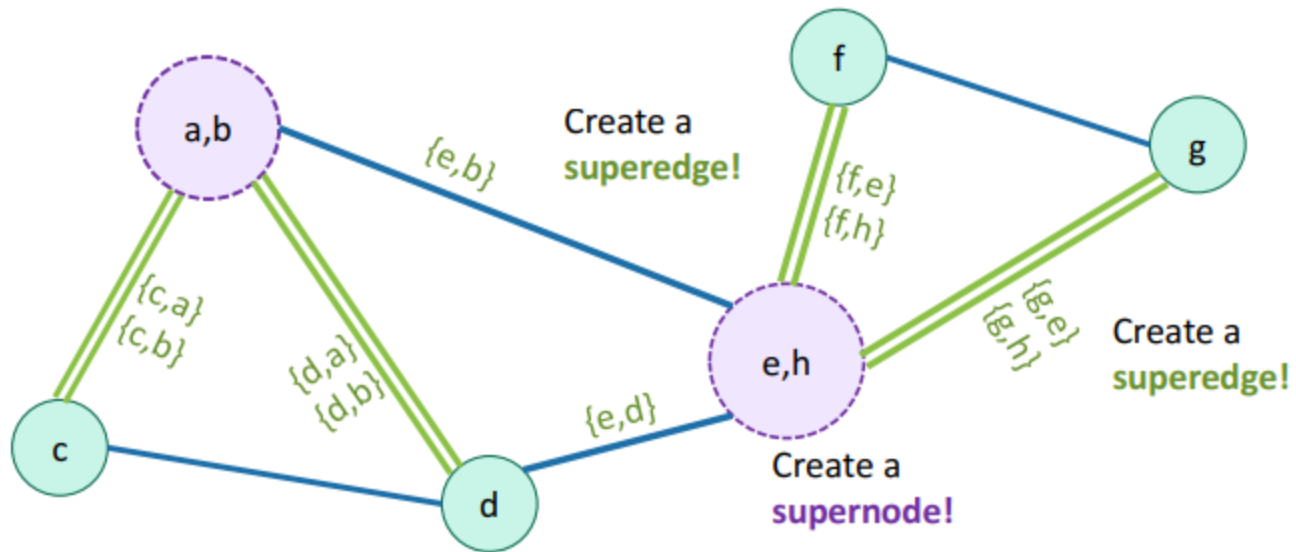 f
a,b
Create a
superedge!
g
{e,b}
{f,e}
{f,h}
{c,a}
{c,b}
{d,a}
{d,b}
{g,e}
{g,h}
Create a
superedge!
e,h
{e,d}
c
d
Create a
supernode!